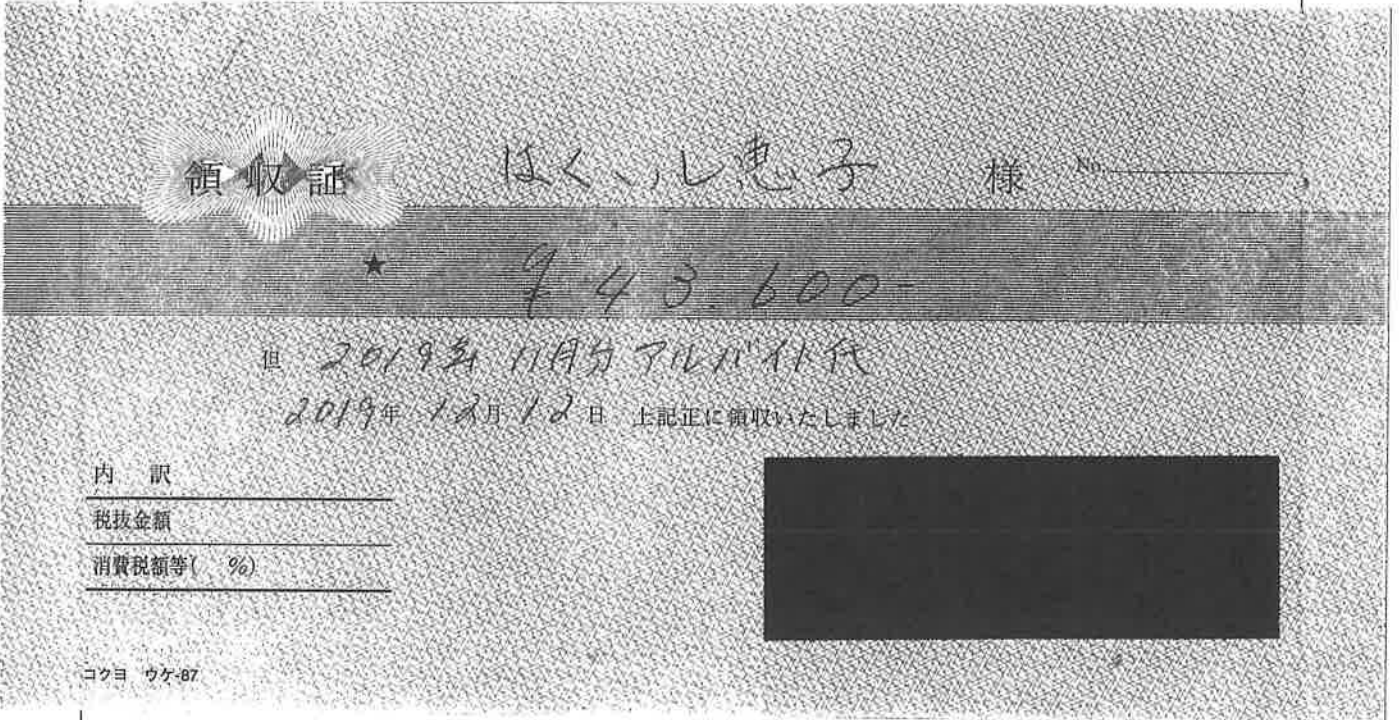 領収証 はくいし恵子 様 No.
★ ¥43.600-
但 2019年 11月分 アルバイト代
2019年 12月 12日 上記正に領収いたしました
内 訳
税抜金額
消費税額等( %)
コクヨ ウケ-87